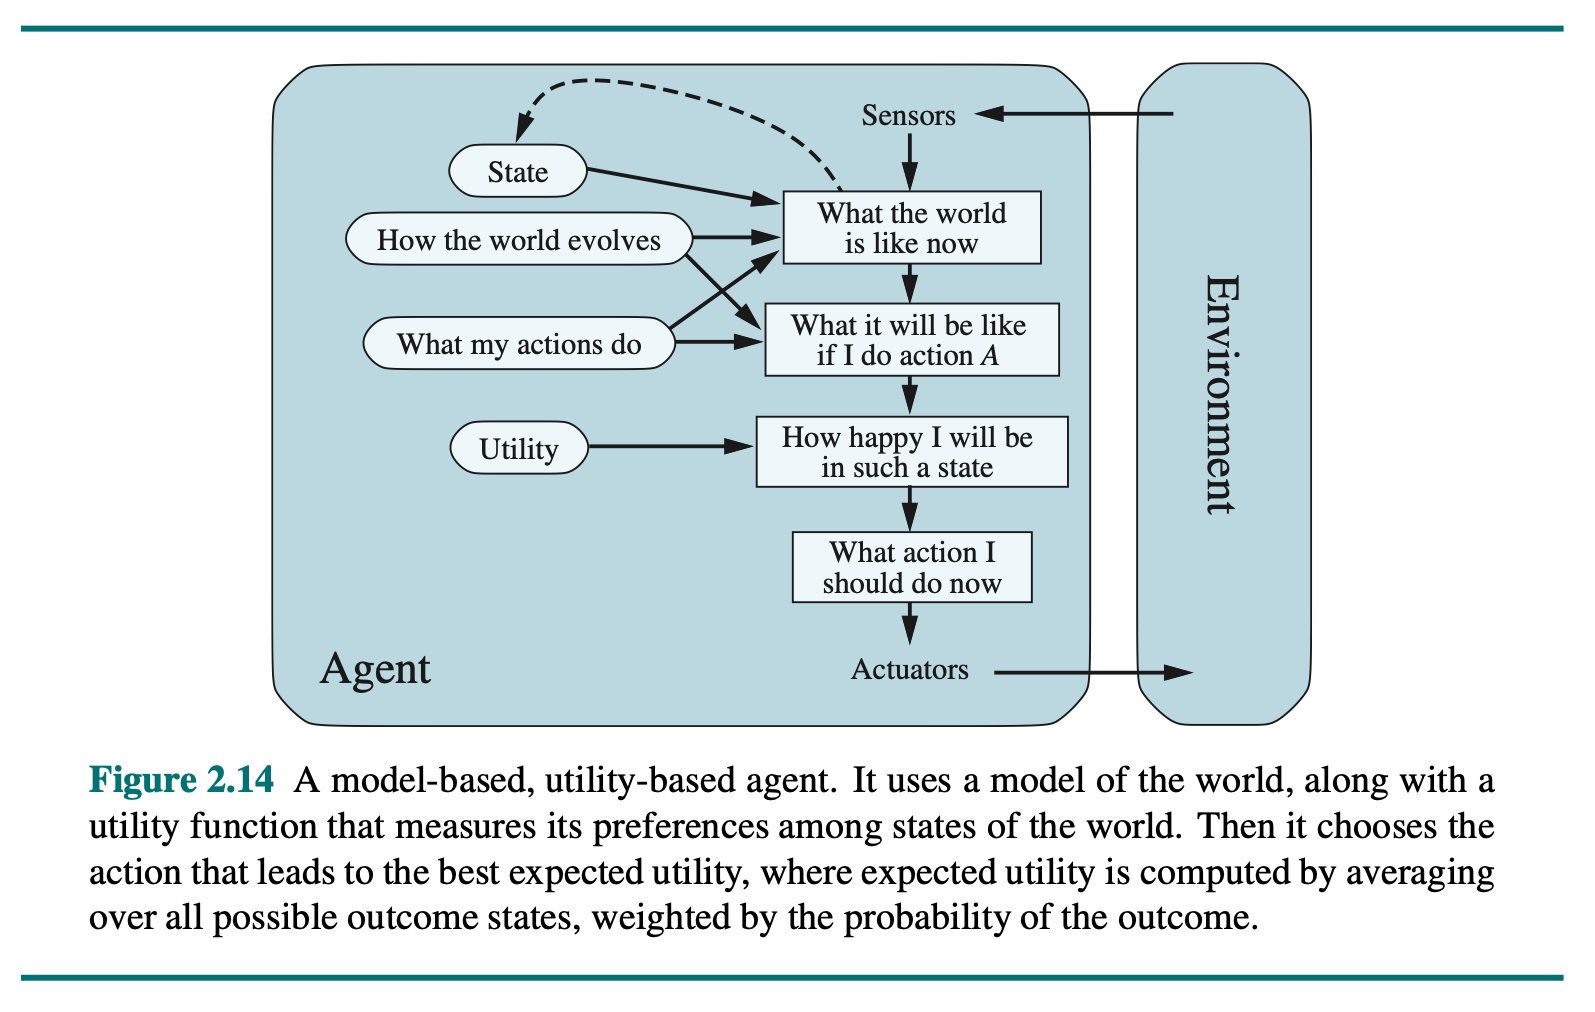 Sensors
State
What the world
is like now
How the world evolves
What it will be like
if I do action A
What my actions do
How happy I will be
in such a state
Utility
What action I
should do now
Agent
Actuators
Environment
Figure 2.14 A model-based, utility-based agent. It uses a model of the world, along with a
utility function that measures its preferences among states of the world. Then it chooses the
action that leads to the best expected utility, where expected utility is computed by averaging
over all possible outcome states, weighted by the probability of the outcome.